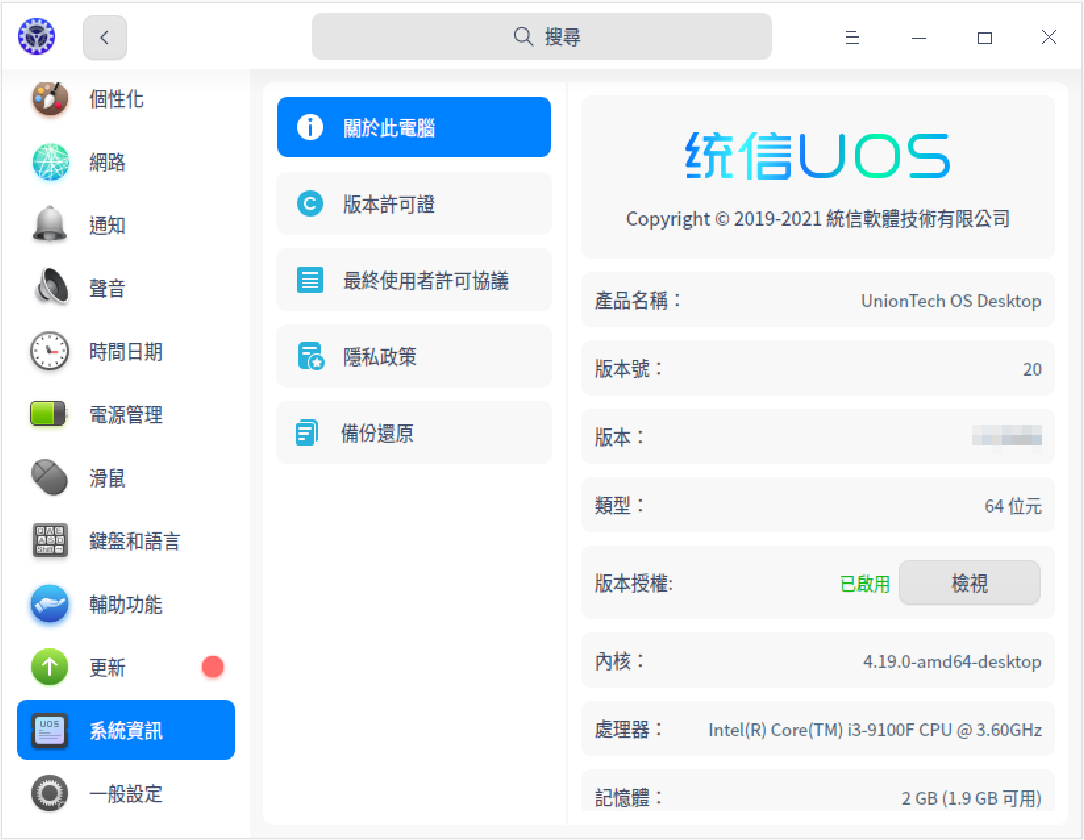 搜尋
個性化
網路
通知
聲音
時間日期
電源管理
滑鼠
鍵盤和語言
輔助功能
更新
UOS
系統資訊
一般設定
關於此電腦
版本許可證
最終使用者許可協議
隱私政策
備份還原
统信UOS
Copyright © 2019-2021 統信軟體技術有限公司
產品名稱： UnionTech OS Desktop
版本號： 20
版本：
類型： 64 位元
版本授權: 已啟用 檢視
內核： 4.19.0-amd64-desktop
處理器： Intel(R) Core(TM) i3-9100F CPU @ 3.60GHz
記憶體： 2 GB (1.9 GB 可用)